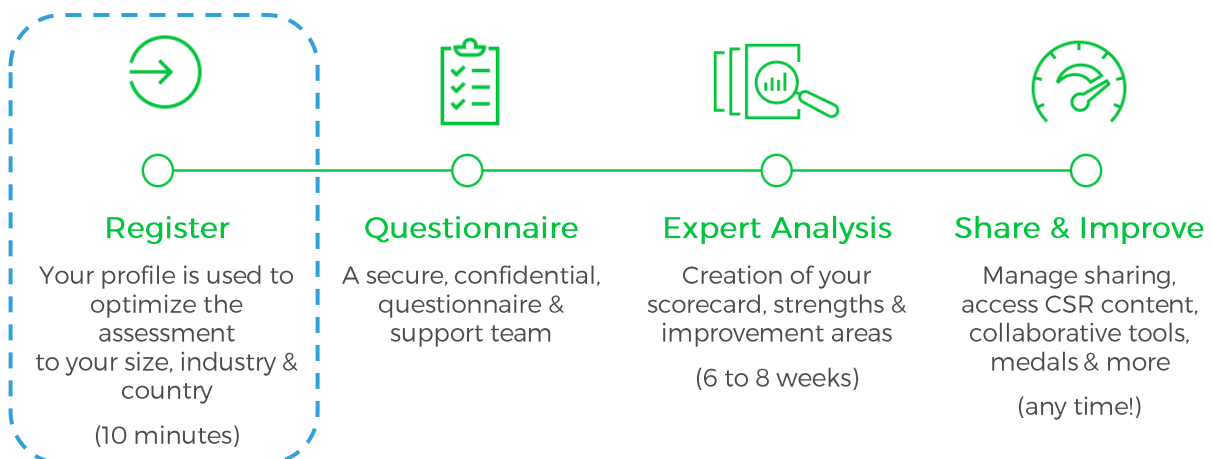 Register
Your profile is used to
optimize the
assessment
to your size, industry &
country
(10 minutes)
Questionnaire
A secure, confidential,
questionnaire &
support team
Expert Analysis
Creation of your
scorecard, strengths &
improvement areas
(6 to 8 weeks)
Share & Improve
Manage sharing,
access CSR content,
collaborative tools,
medals & more
(any time!)